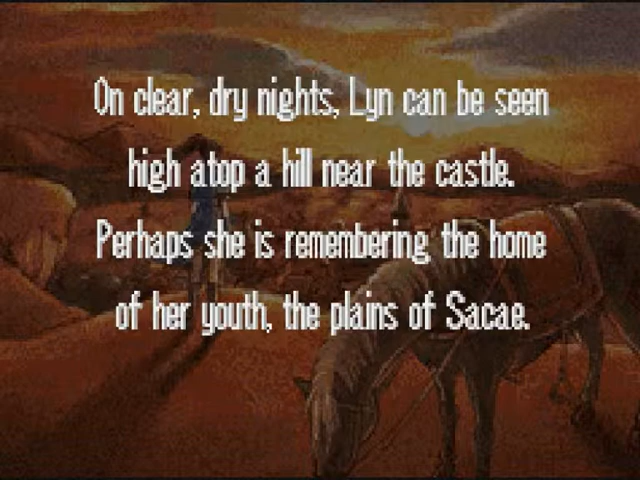 On clear, dry nights, Lyn can be seen
high atop a hill near the castle.
Perhaps she is remembering the home
of her youth, the plains of Sacae.